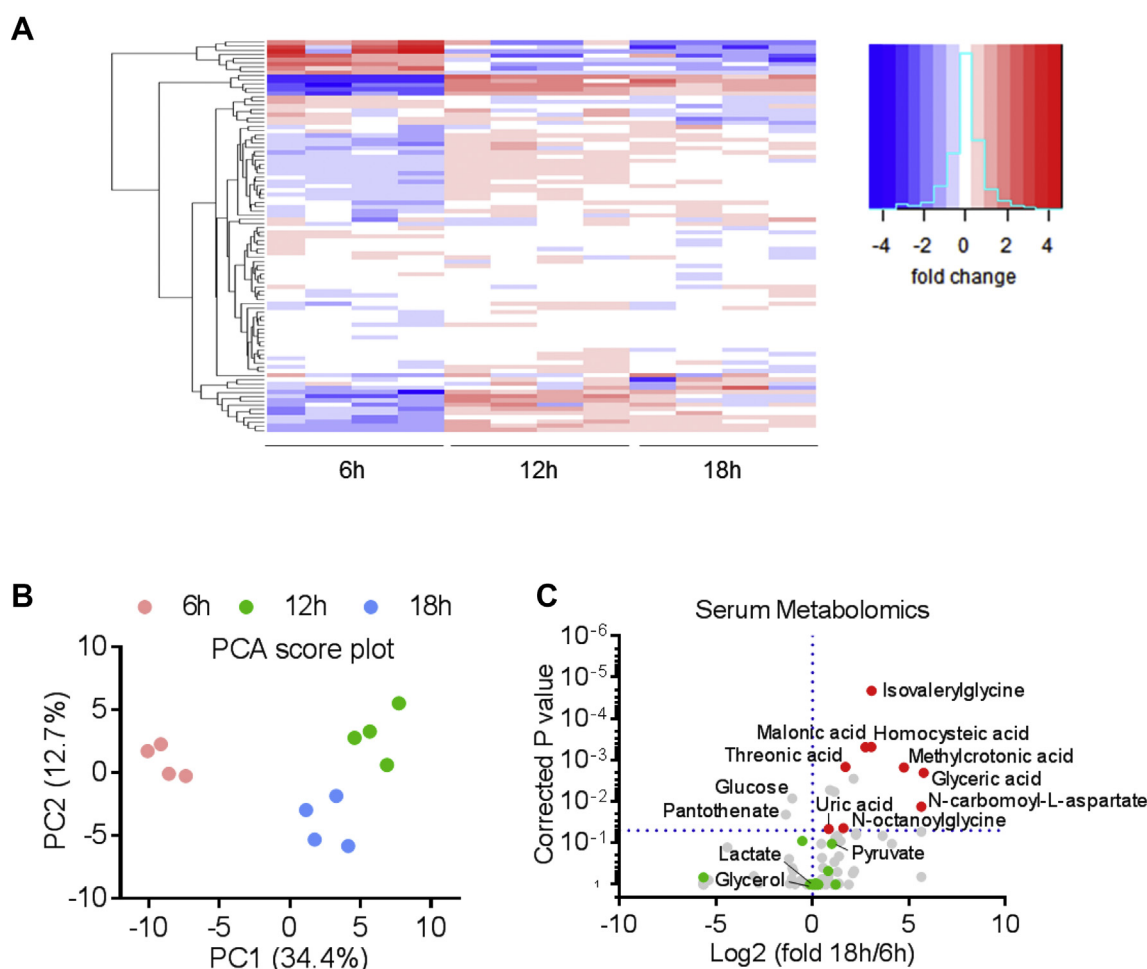 A
-4 -2 0 2 4
fold change
6h 12h 18h
B
6h 12h 18h
PCA score plot
10
5
0
-5
-10
PC2 (12.7%)
-10 -5 0 5 10
PC1 (34.4%)
C
Serum Metabolomics
10-6
10-5
10-4
10-3
10-2
10-1
1
Corrected P value
Isovalerylglycine
Malonic acid Homocysteic acid
Threonic acid Methylcrotonic acid
Glucose Glyceric acid
Pantothenate Uric acid N-carbomoyl-L-aspartate
N-octanoylglycine
Lactate Pyruvate
Glycerol
-10 -5 0 5 10
Log2 (fold 18h/6h)